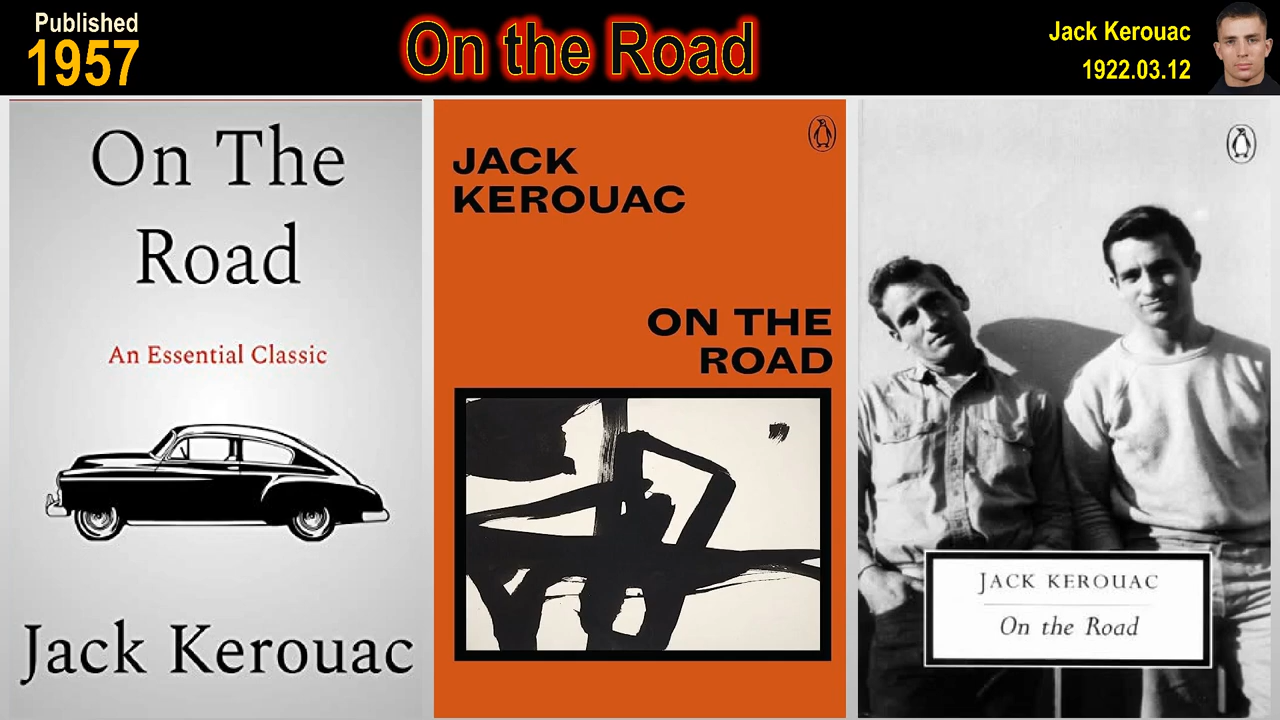 Published
1957
On the Road
Jack Kerouac
1922.03.12
On The
Road
An Essential Classic
Jack Kerouac
JACK
KEROUAC
ON THE
ROAD
JACK KEROUAC
On the Road